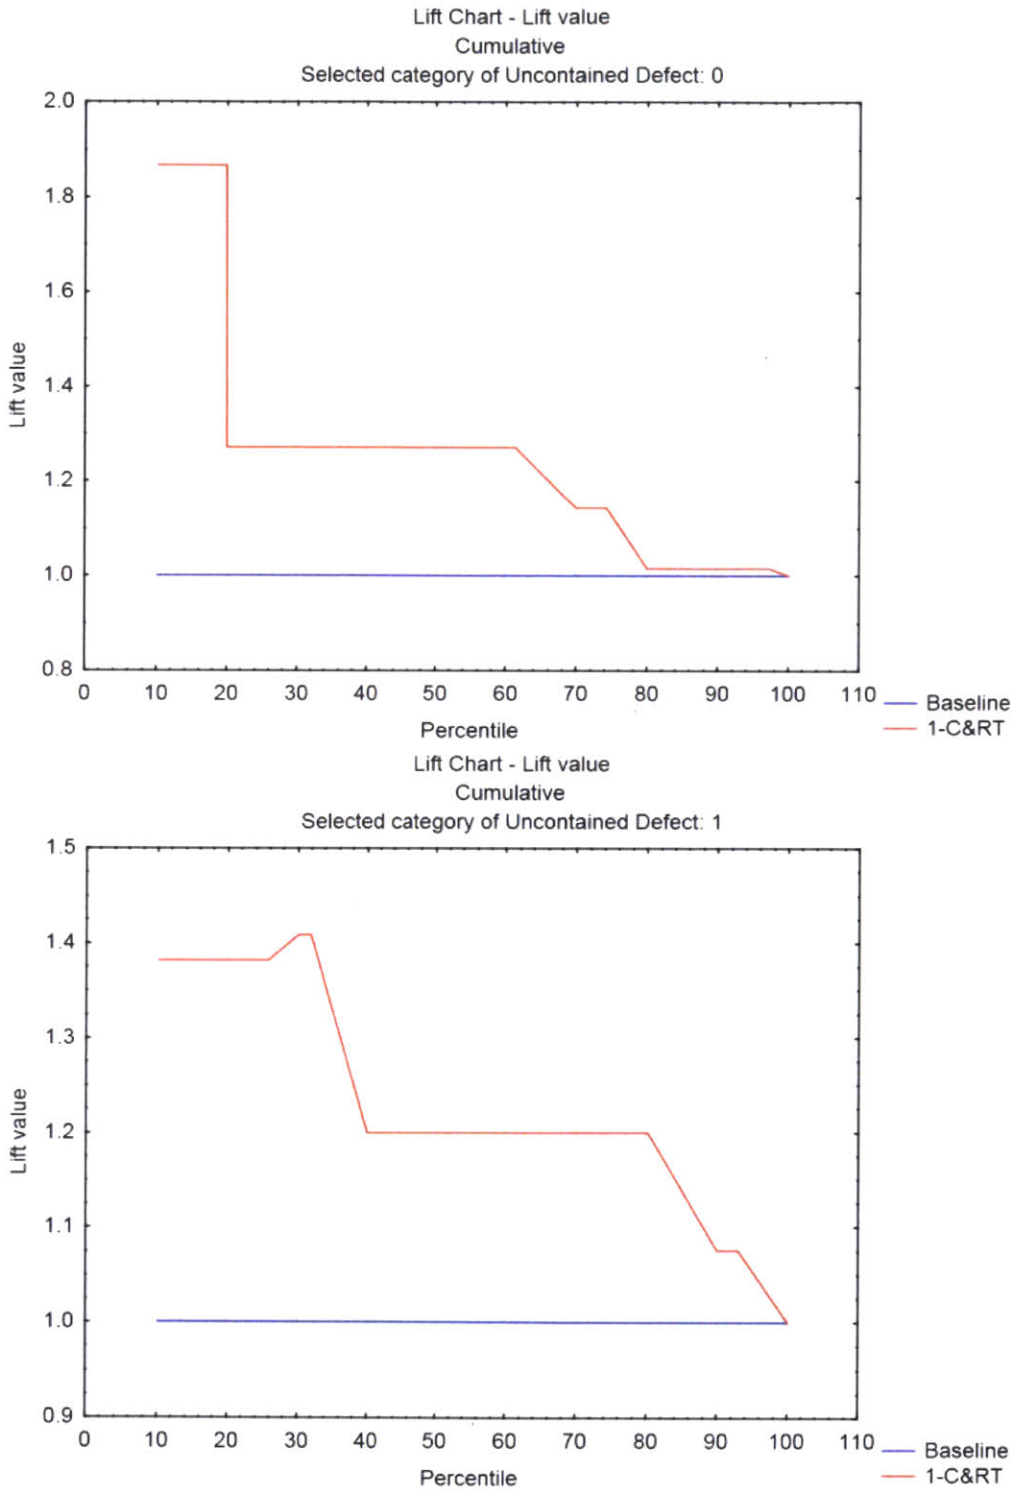 Lift Chart - Lift value
Cumulative
Selected category of Uncontained Defect: 0
2.0
1.8
1.6
1.4
1.2
1.0
0.8
Lift value
0 10 20 30 40 50 60 70 80 90 100 110
Percentile
Baseline
1-C&RT
Lift Chart - Lift value
Cumulative
Selected category of Uncontained Defect: 1
1.5
1.4
1.3
1.2
1.1
1.0
0.9
Lift value
0 10 20 30 40 50 60 70 80 90 100 110
Percentile
Baseline
1-C&RT